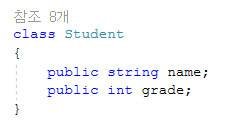 참조 8개
class Student
{
    public string name;
    public int grade;
}